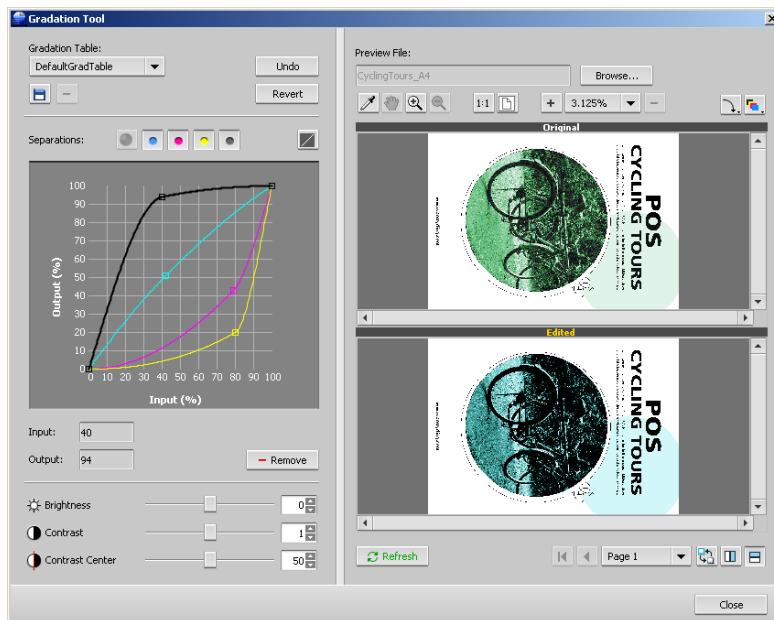 Gradation Tool
Gradation Table:
DefaultGradTable
Undo
Revert
Separations:
100
90
80
70
60
50
40
30
20
10
0
Output (%)
0 10 20 30 40 50 60 70 80 90 100
Input (%)
Input: 40
Output: 94
Remove
Brightness 0
Contrast 1
Contrast Center 50
Preview File:
CyclingTours_A4
Browse...
1:1
3.125%
Original
POS
CYCLING TOURS
Edited
POS
CYCLING TOURS
Refresh
Page 1
Close